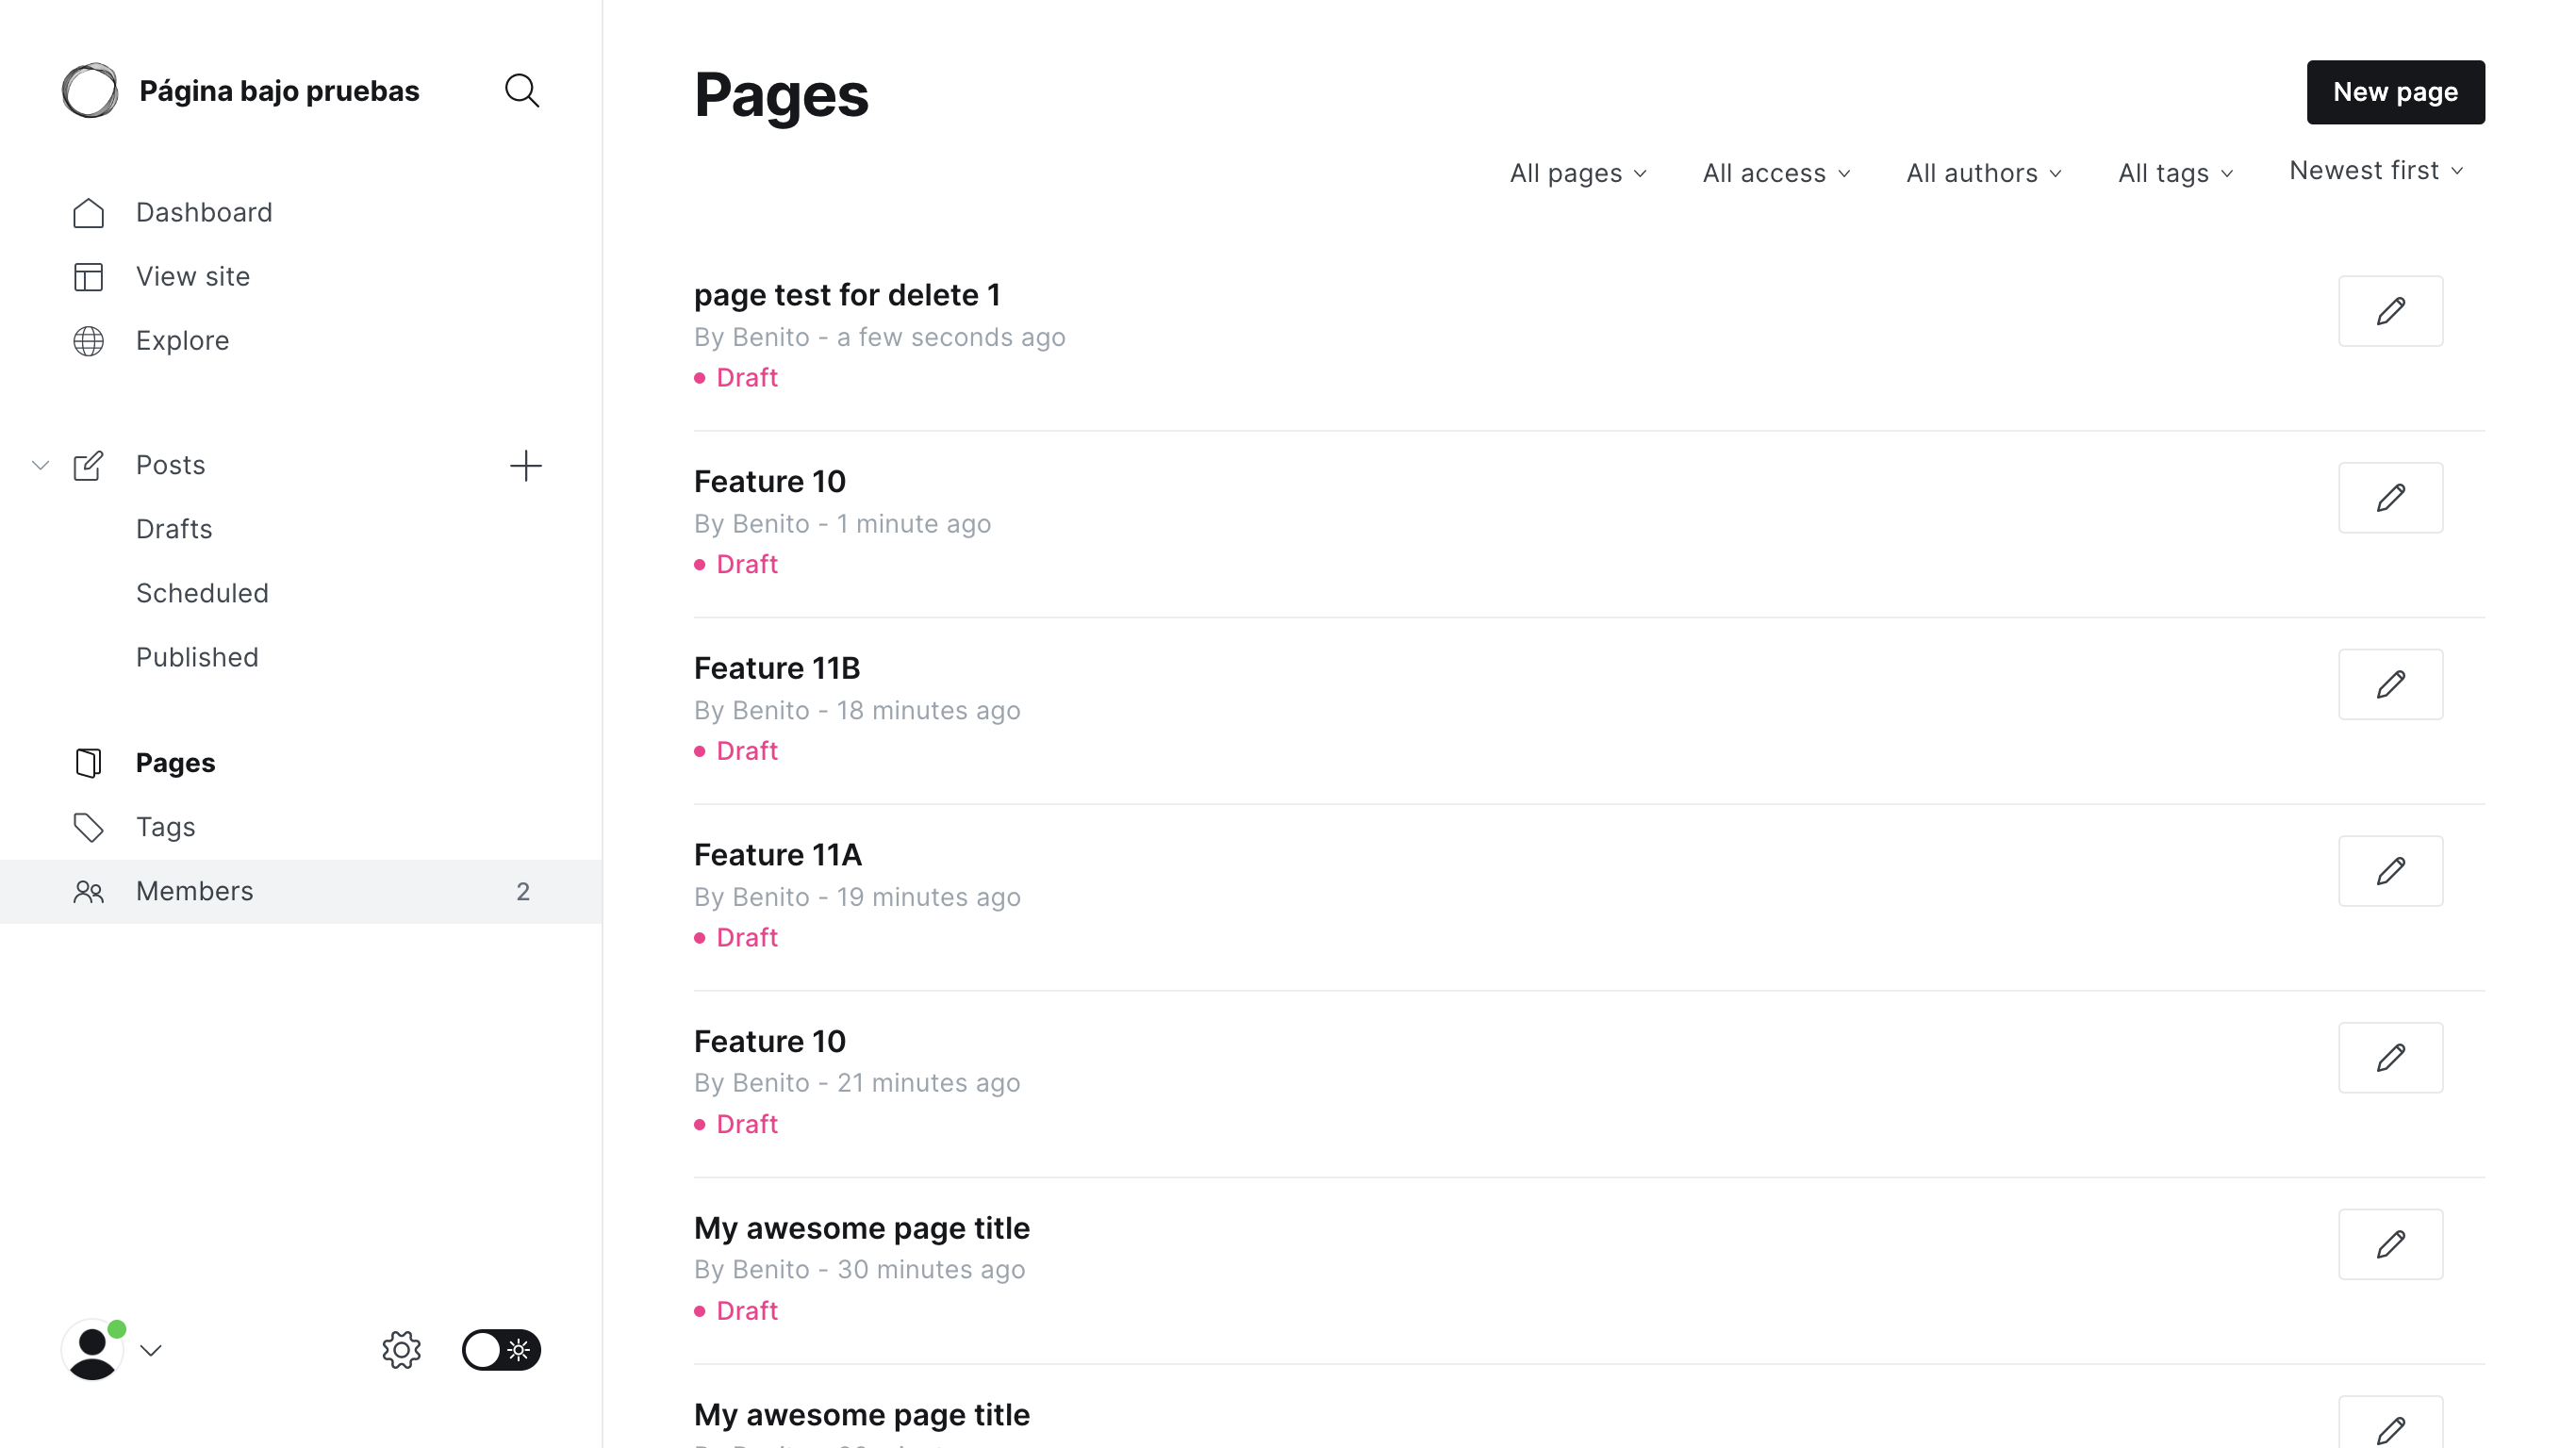 Página bajo pruebas
Dashboard
View site
Explore
Posts
Drafts
Scheduled
Published
Pages
Tags
Members 2
Pages
New page
All pages All access All authors All tags Newest first
page test for delete 1
By Benito - a few seconds ago
Draft
Feature 10
By Benito - 1 minute ago
Draft
Feature 11B
By Benito - 18 minutes ago
Draft
Feature 11A
By Benito - 19 minutes ago
Draft
Feature 10
By Benito - 21 minutes ago
Draft
My awesome page title
By Benito - 30 minutes ago
Draft
My awesome page title